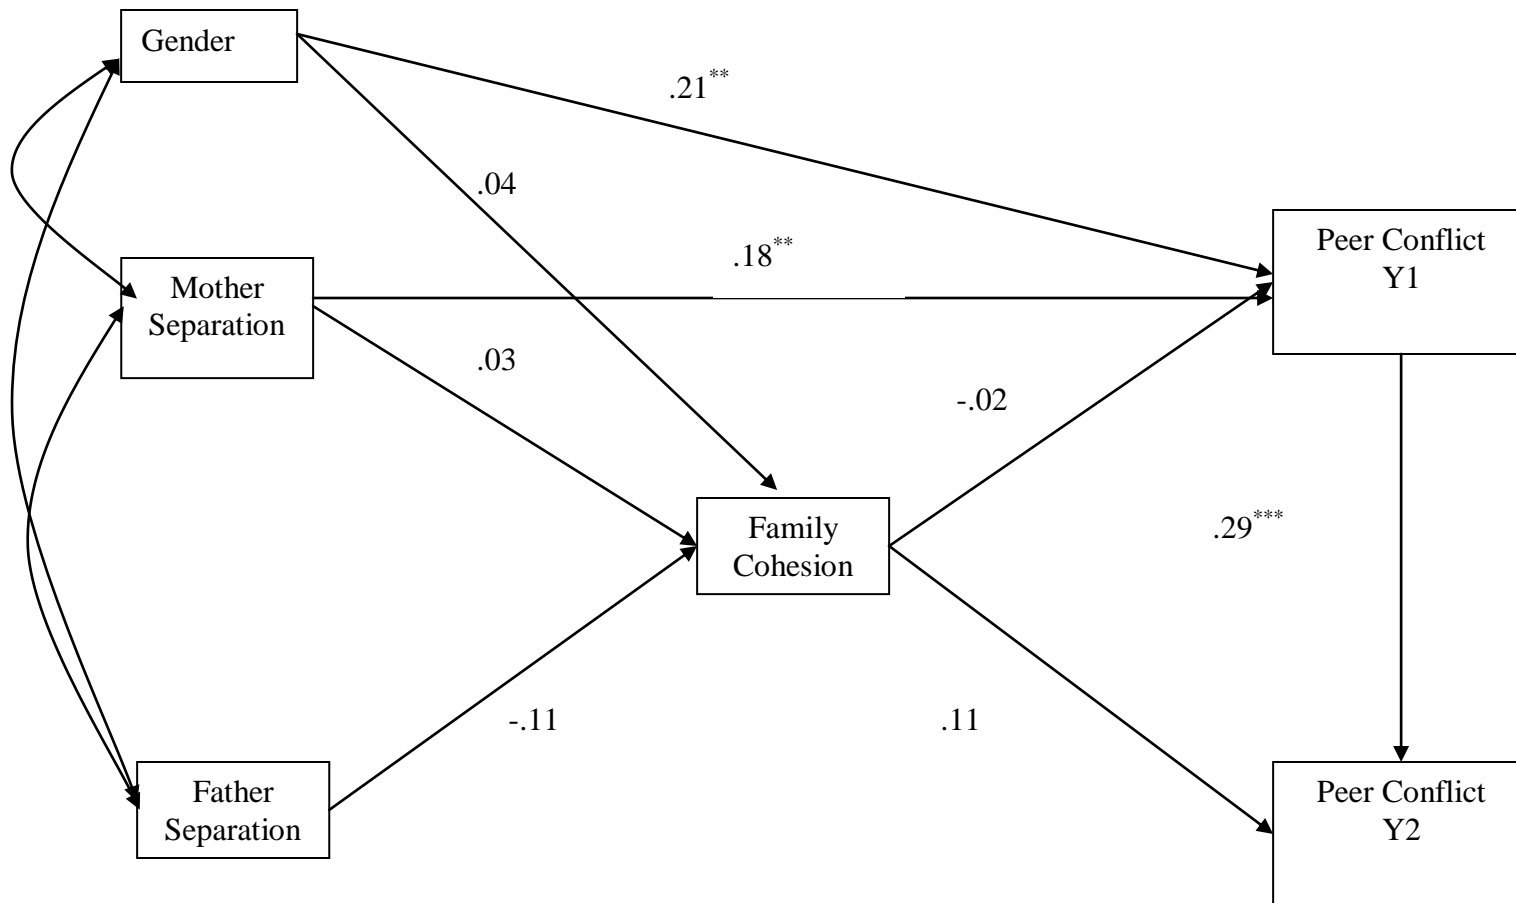 Gender
.21**
.04
Peer Conflict
Y1
.18**
Mother
Separation
.03
-.02
Family
Cohesion
.29***
-.11
.11
Father
Separation
Peer Conflict
Y2